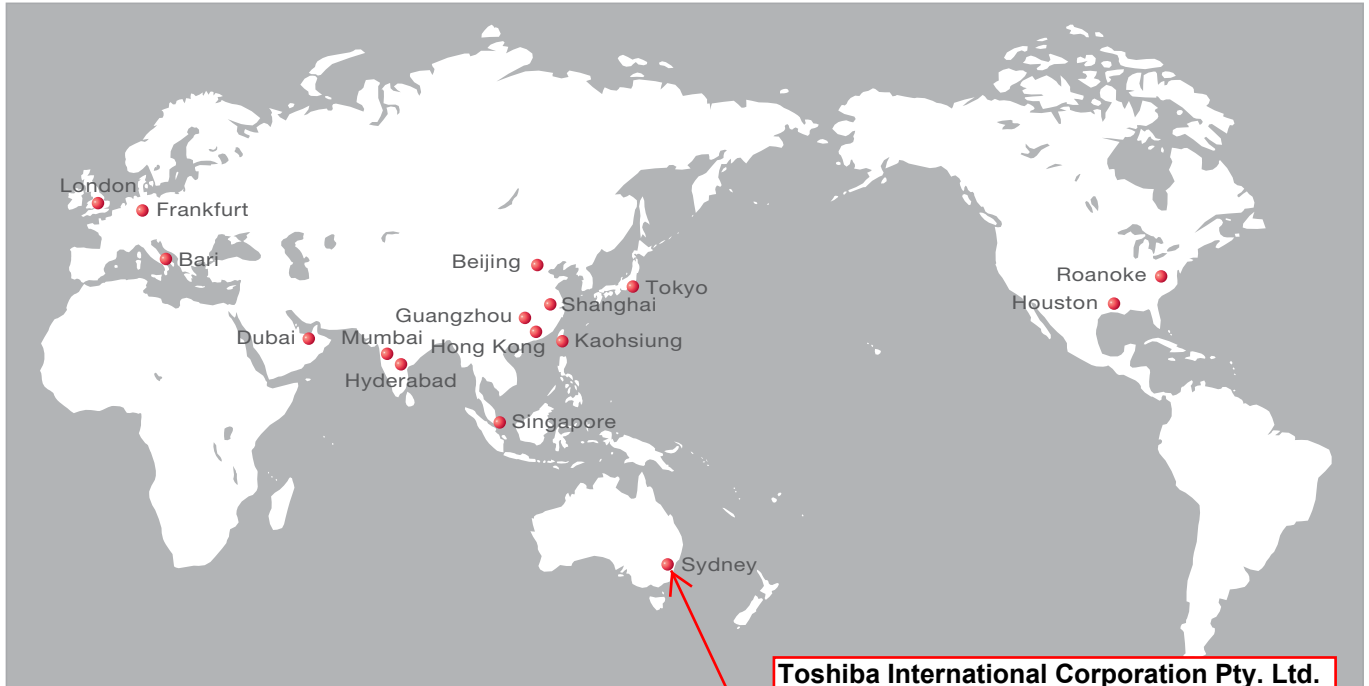 London
Frankfurt
Bari
Beijing
Tokyo
Roanoke
Shanghai
Houston
Guangzhou
Dubai
Mumbai
Hong Kong
Kaohsiung
Hyderabad
Singapore
Sydney
Toshiba International Corporation Pty. Ltd.